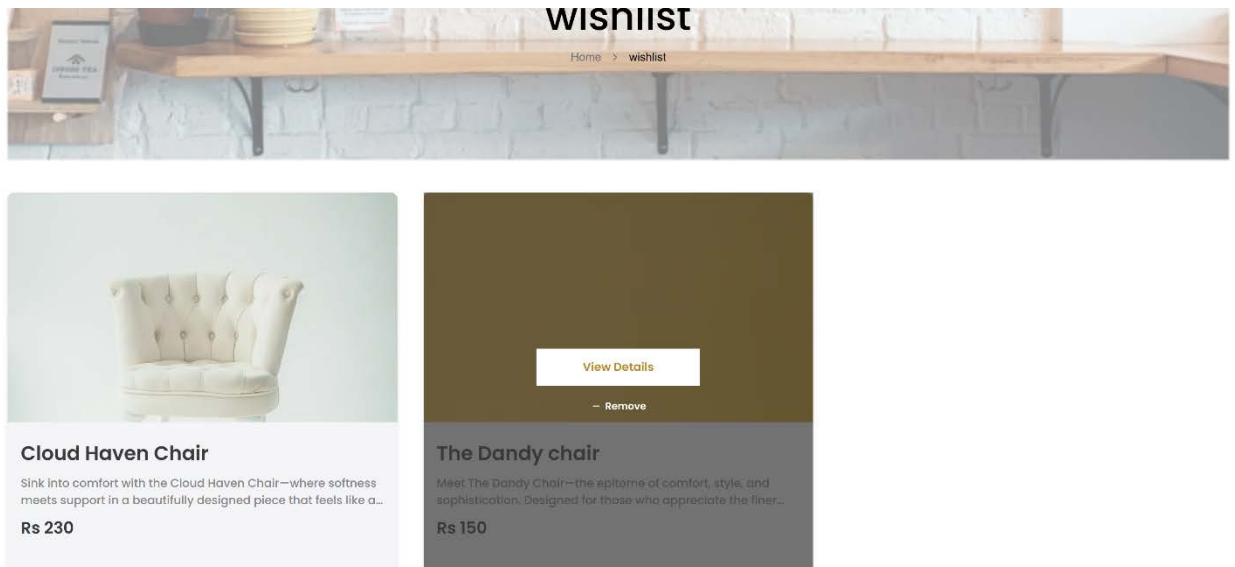 wishlist
Home > wishlist
View Details
– Remove
Cloud Haven Chair
Sink into comfort with the Cloud Haven Chair—where softness
meets support in a beautifully designed piece that feels like a...
Rs 230
The Dandy chair
Meet The Dandy Chair—the epitome of comfort, style, and
sophistication. Designed for those who appreciate the finer...
Rs 150